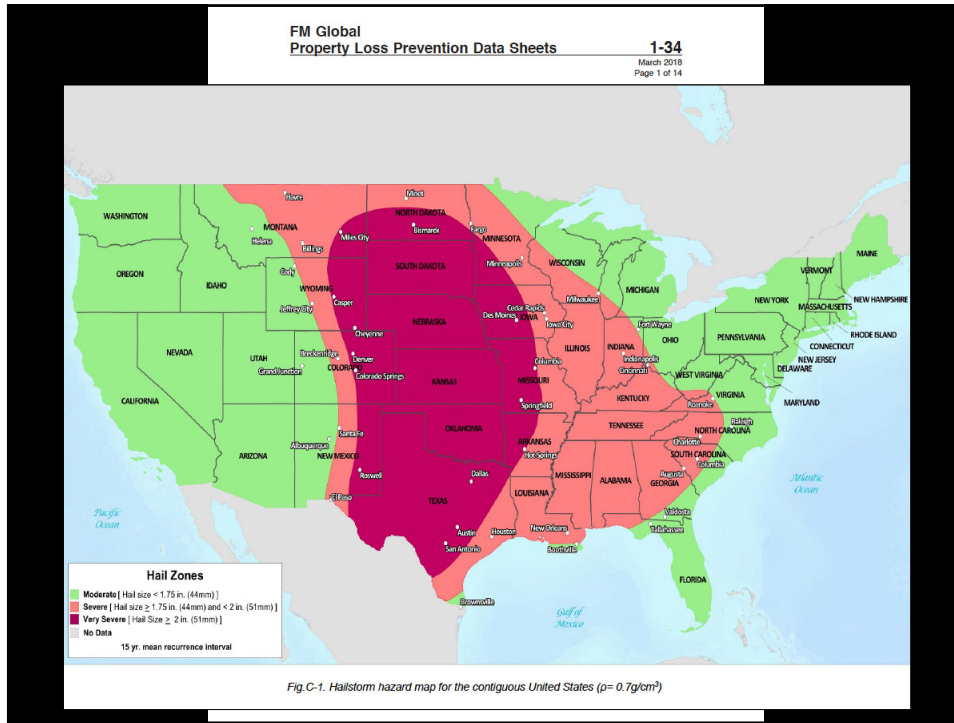 FM Global
Property Loss Prevention Data Sheets
1-34
March 2018
Page 1 of 14
WASHINGTON
Havre
Minot
MAINE
MONTANA
NORTH DAKOTA
Helena
Miles City
Bismarck
Fargo
Billings
MINNESOTA
VERMONT
OREGON
IDAHO
Cody
SOUTH DAKOTA
Minneapolis
WISCONSIN
WYOMING
MICHIGAN
NEW YORK
NEW HAMPSHIRE
MASSACHUSETTS
Jeffrey City
Casper
Milwaukee
Cedar Rapids
Des Moines
IOWA
Iowa City
NEBRASKA
Fort Wayne
RHODE ISLAND
Cheyenne
OHIO
PENNSYLVANIA
CONNECTICUT
NEVADA
UTAH
Breckenridge
Denver
ILLINOIS
INDIANA
Indianapolis
NEW JERSEY
Grand Junction
COLORADO
Colorado Springs
Columbia
Cincinnati
DELAWARE
WEST VIRGINIA
KANSAS
MISSOURI
CALIFORNIA
KENTUCKY
VIRGINIA
Roanoke
MARYLAND
Springfield
Santa Fe
OKLAHOMA
TENNESSEE
Raleigh
NORTH CAROLINA
Albuquerque
ARKANSAS
Charlotte
ARIZONA
NEW MEXICO
Hot Springs
SOUTH CAROLINA
Columbia
Roswell
Dallas
MISSISSIPPI
ALABAMA
Augusta
GEORGIA
Atlantic
Ocean
El Paso
TEXAS
LOUISIANA
Pacific
Ocean
Valdosta
Austin
Houston
New Orleans
Tallahassee
San Antonio
Boothville
FLORIDA
Brownsville
Gulf of
Mexico
Hail Zones
Moderate [ Hail size < 1.75 in. (44mm) ]
Severe [ Hail size ≥ 1.75 in. (44mm) and < 2 in. (51mm) ]
Very Severe [ Hail Size ≥ 2 in. (51mm) ]
No Data
15 yr. mean recurrence interval
Fig.C-1. Hailstorm hazard map for the contiguous United States (ρ= 0.7g/cm³)